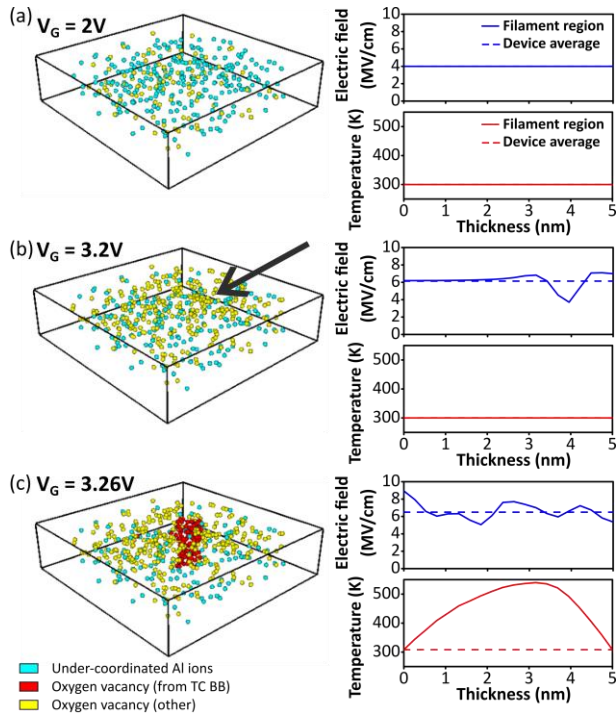 (a) V_G = 2V
Electric field (MV/cm)
10
8
6
4
2
0
Filament region
Device average
Temperature (K)
500
400
300
Filament region
Device average
0 1 2 3 4 5
Thickness (nm)
(b) V_G = 3.2V
Electric field (MV/cm)
10
8
6
4
2
0
Temperature (K)
500
400
300
0 1 2 3 4 5
Thickness (nm)
(c) V_G = 3.26V
Electric field (MV/cm)
10
8
6
4
2
0
Temperature (K)
500
400
300
0 1 2 3 4 5
Thickness (nm)
Under-coordinated Al ions
Oxygen vacancy (from TC BB)
Oxygen vacancy (other)